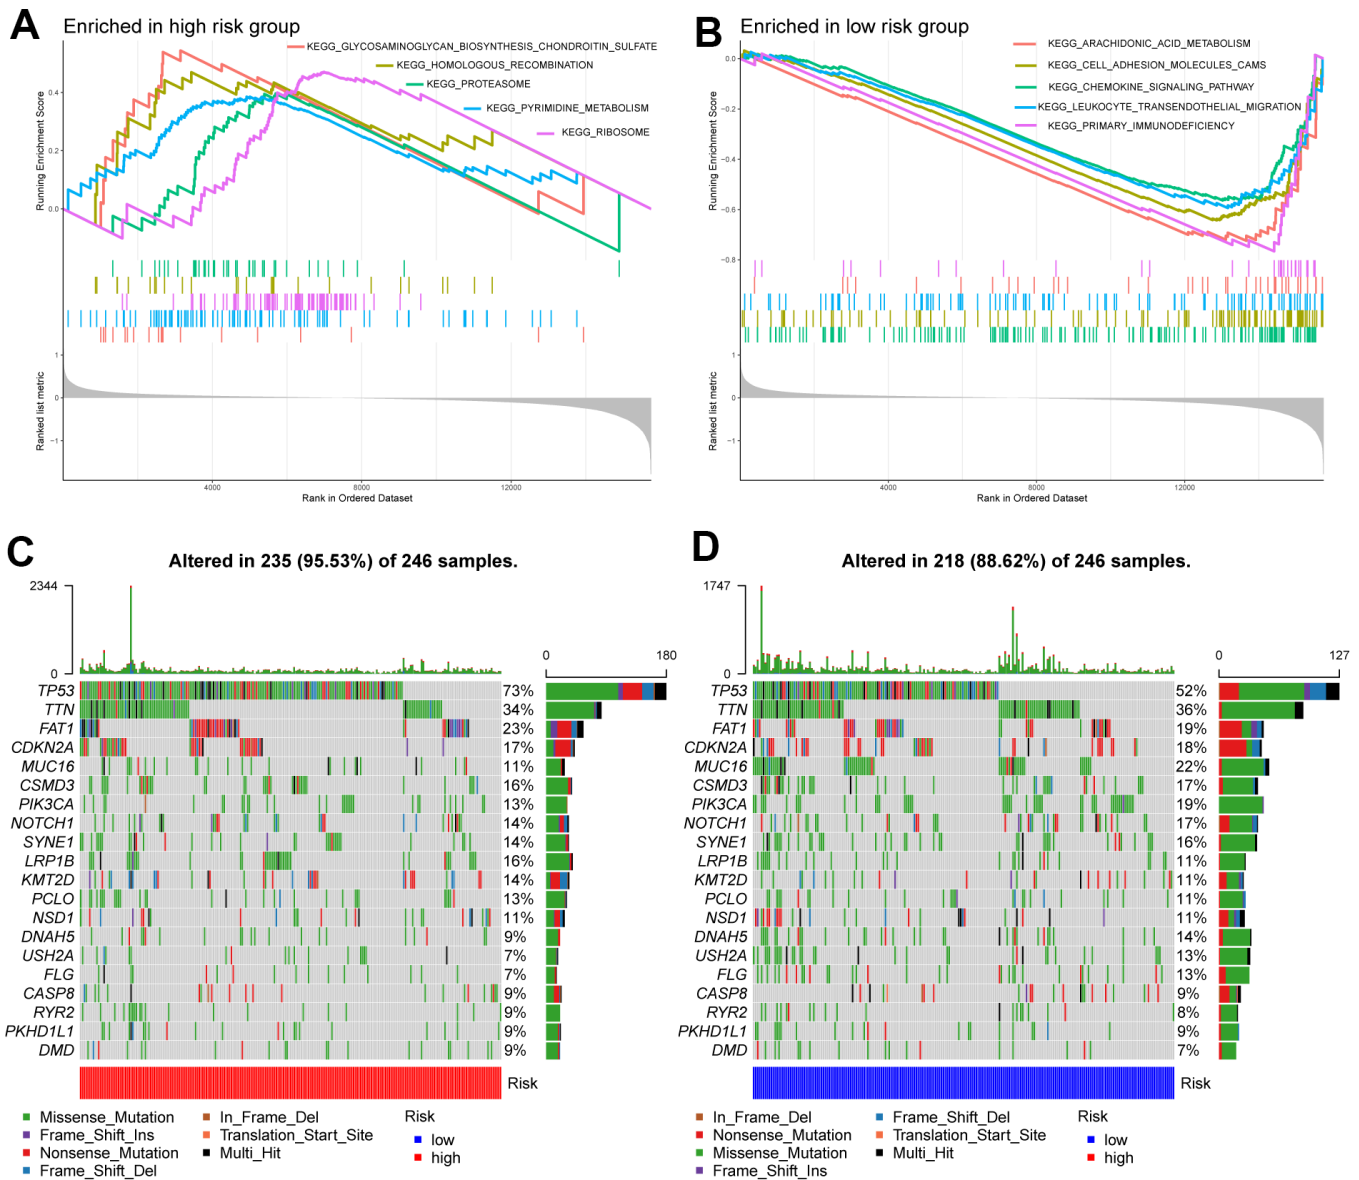 A
Enriched in high risk group
KEGG_GLYCOSAMINOGLYCAN_BIOSYNTHESIS_CHONDROITIN_SULFATE
KEGG_HOMOLOGOUS_RECOMBINATION
KEGG_PROTEASOME
KEGG_PYRIMIDINE_METABOLISM
KEGG_RIBOSOME
Running Enrichment Score
0.4
0.2
0.0
Ranked list metric
1
0
−1
4000 8000 12000
Rank in Ordered Dataset
B
Enriched in low risk group
KEGG_ARACHIDONIC_ACID_METABOLISM
KEGG_CELL_ADHESION_MOLECULES_CAMS
KEGG_CHEMOKINE_SIGNALING_PATHWAY
KEGG_LEUKOCYTE_TRANSENDOTHELIAL_MIGRATION
KEGG_PRIMARY_IMMUNODEFICIENCY
Running Enrichment Score
0.0
−0.2
−0.4
−0.6
−0.8
Ranked list metric
1
0
−1
4000 8000 12000
Rank in Ordered Dataset
C
Altered in 235 (95.53%) of 246 samples.
2344
0
0 180
TP53 73%
TTN 34%
FAT1 23%
CDKN2A 17%
MUC16 11%
CSMD3 16%
PIK3CA 13%
NOTCH1 14%
SYNE1 14%
LRP1B 16%
KMT2D 14%
PCLO 13%
NSD1 11%
DNAH5 9%
USH2A 7%
FLG 7%
CASP8 9%
RYR2 9%
PKHD1L1 9%
DMD 9%
Risk
Missense_Mutation
Frame_Shift_Ins
Nonsense_Mutation
Frame_Shift_Del
In_Frame_Del
Translation_Start_Site
Multi_Hit
Risk
low
high
D
Altered in 218 (88.62%) of 246 samples.
1747
0
0 127
TP53 52%
TTN 36%
FAT1 19%
CDKN2A 18%
MUC16 22%
CSMD3 17%
PIK3CA 19%
NOTCH1 17%
SYNE1 16%
LRP1B 11%
KMT2D 11%
PCLO 11%
NSD1 11%
DNAH5 14%
USH2A 13%
FLG 13%
CASP8 9%
RYR2 8%
PKHD1L1 9%
DMD 7%
Risk
In_Frame_Del
Nonsense_Mutation
Missense_Mutation
Frame_Shift_Ins
Frame_Shift_Del
Translation_Start_Site
Multi_Hit
Risk
low
high